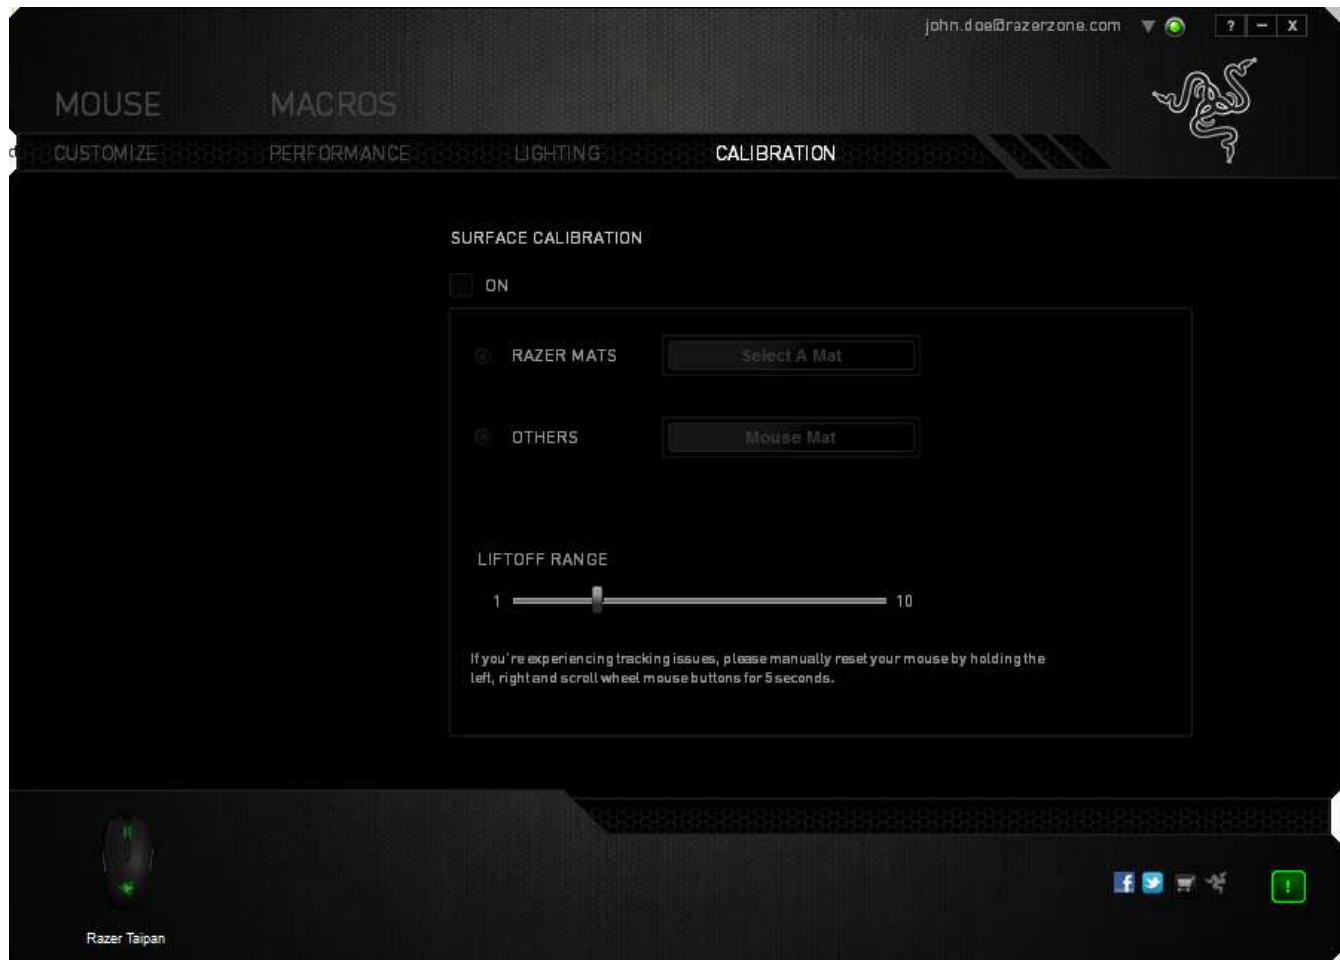 john.doe@razerzone.com ? - X
MOUSE MACROS
CUSTOMIZE PERFORMANCE LIGHTING CALIBRATION
SURFACE CALIBRATION
ON
RAZER MATS Select A Mat
OTHERS Mouse Mat
LIFTOFF RANGE
1 10
If you're experiencing tracking issues, please manually reset your mouse by holding the
left, right and scroll wheel mouse buttons for 5 seconds.
f !
Razer Taipan